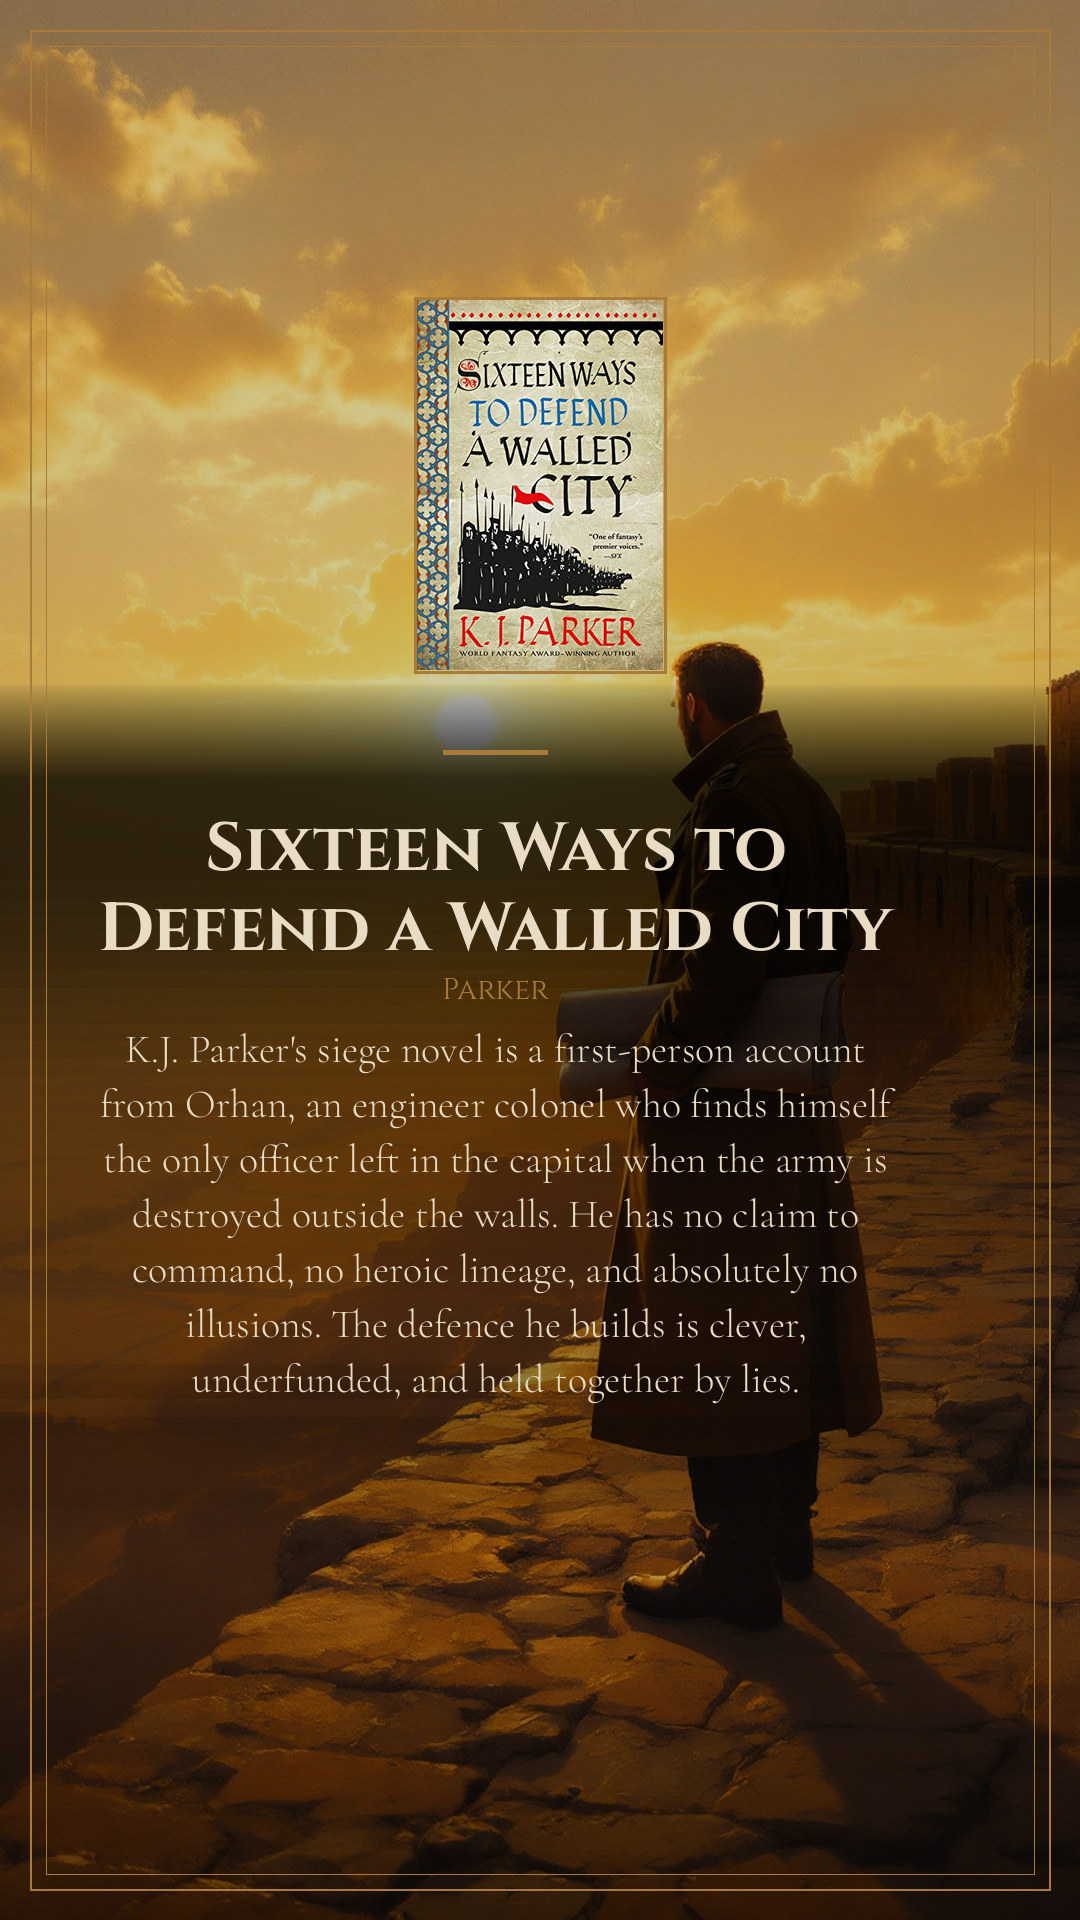 SIXTEEN WAYS
TO DEFEND
A WALLED
CITY
"One of fantasy's
premier voices."
—SFX
K. J. PARKER
WORLD FANTASY AWARD–WINNING AUTHOR
Sixteen Ways to
Defend a Walled City
Parker
K.J. Parker's siege novel is a first-person account
from Orhan, an engineer colonel who finds himself
the only officer left in the capital when the army is
destroyed outside the walls. He has no claim to
command, no heroic lineage, and absolutely no
illusions. The defence he builds is clever,
underfunded, and held together by lies.